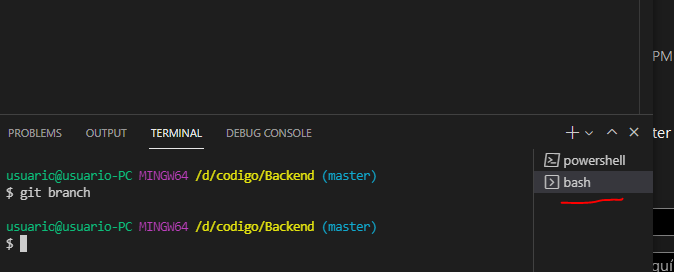 PM
PROBLEMS OUTPUT TERMINAL DEBUG CONSOLE
ter
usuario@usuario-PC MINGW64 /d/codigo/Backend (master)
$ git branch
powershell
bash
usuario@usuario-PC MINGW64 /d/codigo/Backend (master)
$
quí